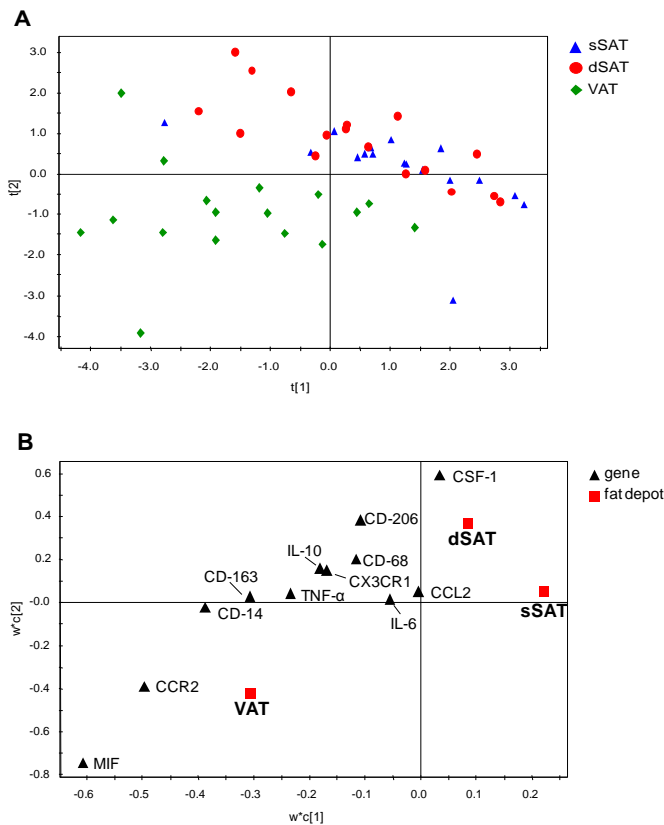 A
sSAT
dSAT
VAT
3.0
2.0
1.0
0.0
-1.0
-2.0
-3.0
-4.0
t[2]
-4.0 -3.0 -2.0 -1.0 0.0 1.0 2.0 3.0
t[1]
B
gene
fat depot
0.6
0.4
0.2
-0.0
-0.2
-0.4
-0.6
-0.8
w*c[2]
CSF-1
CD-206
dSAT
IL-10
CD-68
CX3CR1
CD-163
TNF-α
CCL2
sSAT
CD-14
IL-6
CCR2
VAT
MIF
-0.6 -0.5 -0.4 -0.3 -0.2 -0.1 0.0 0.1 0.2
w*c[1]